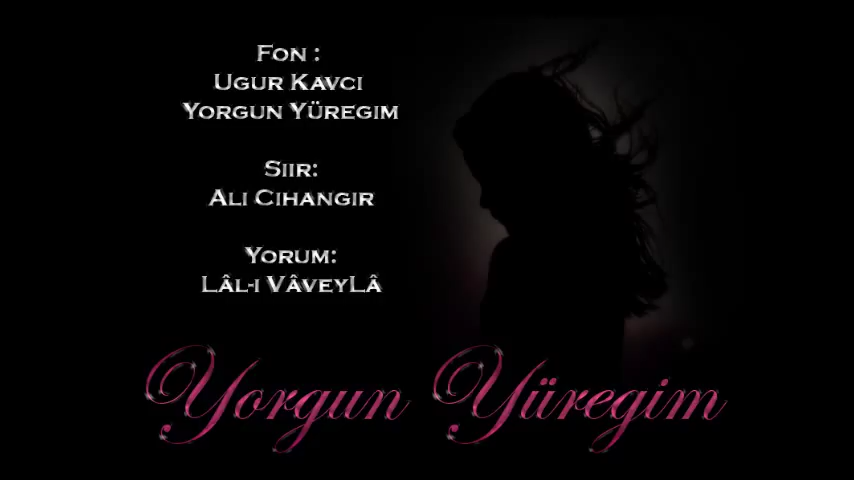 Fon :
Ugur Kavci
Yorgun Yüregim
Siir:
Ali Cihangir
Yorum:
Lâl-ı VâveyLâ
Yorgun Yüregim